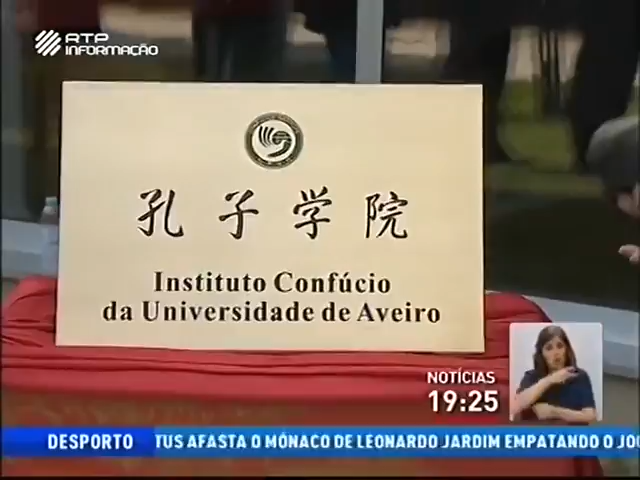 RTP
INFORMAÇÃO
孔子学院
Instituto Confúcio
da Universidade de Aveiro
NOTÍCIAS
19:25
DESPORTO
TUS AFASTA O MÓNACO DE LEONARDO JARDIM EMPATANDO O JO